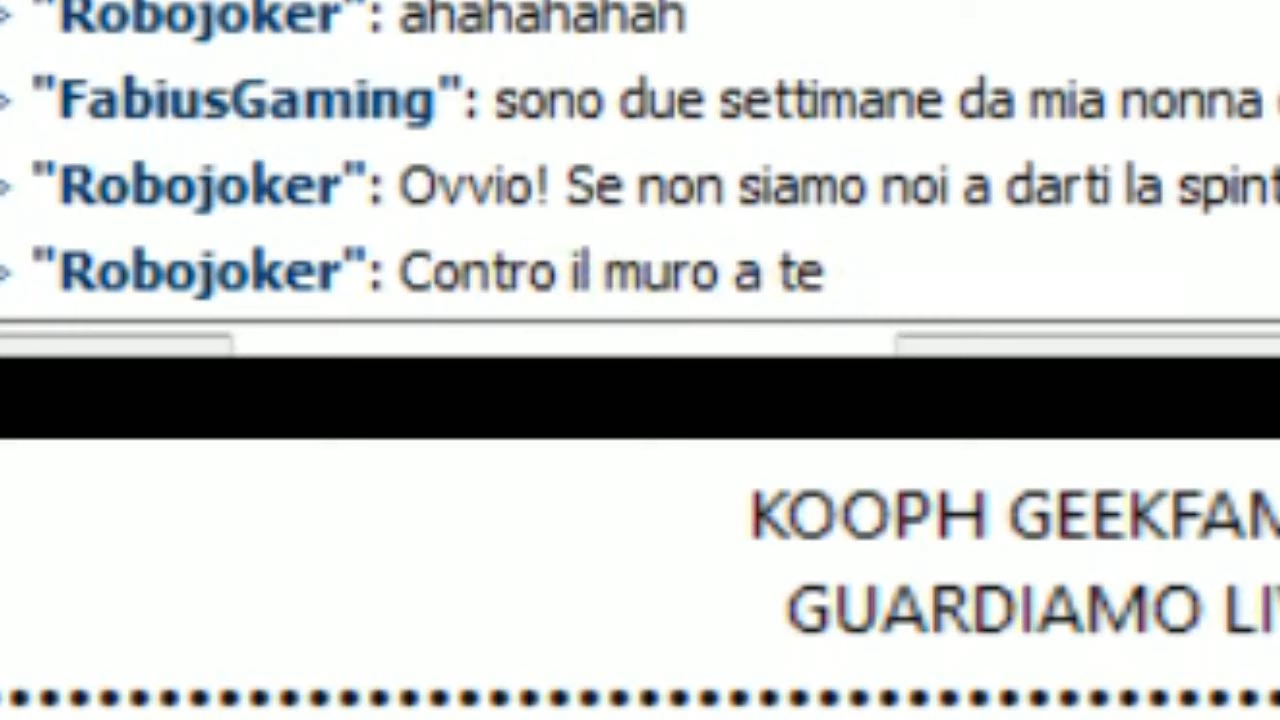 "Robojoker": ahahahahah
"FabiusGaming": sono due settimane da mia nonna
"Robojoker": Ovvio! Se non siamo noi a darti la
"Robojoker": Contro il muro a te
KOOPH
GUARDIAMO